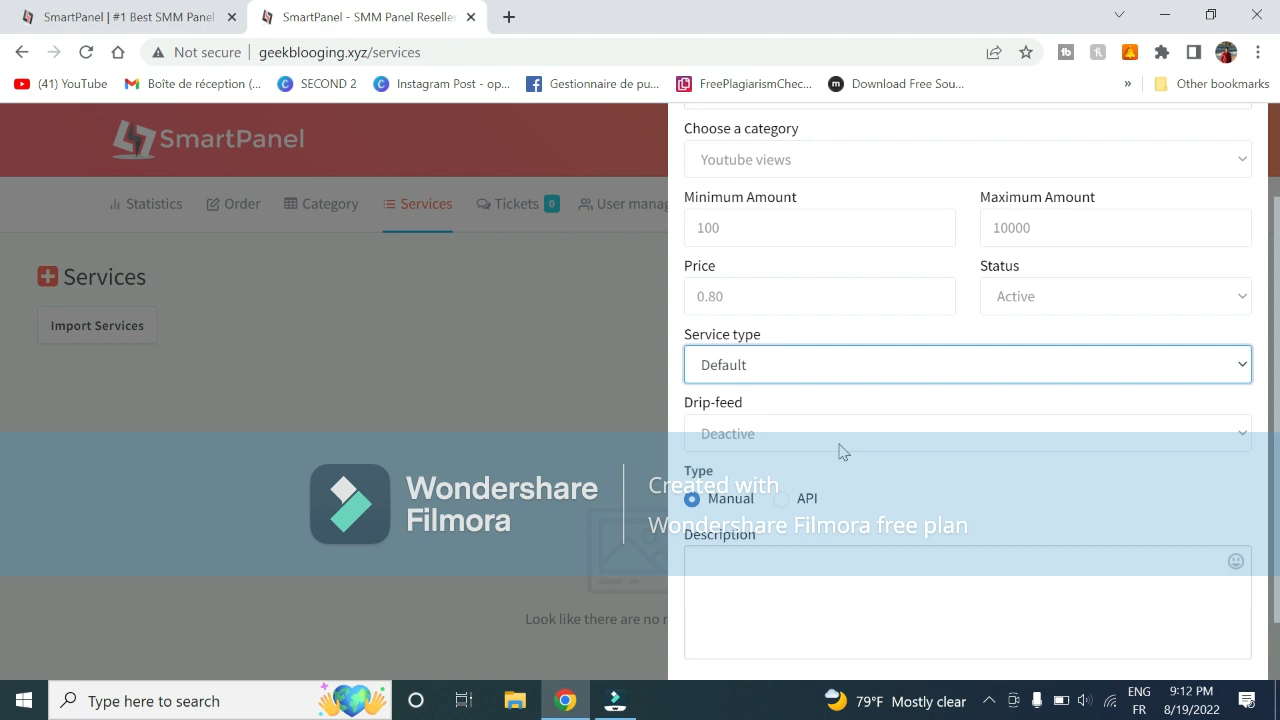 SmartPanel | #1 Best SMM Panel
SmartPanel - SMM Panel Reseller
Not secure
geekblooging.xyz/services
(41) YouTube
Boîte de réception (...
SECOND 2
Instagram Post - op...
Gestionnaire de pu...
FreePlagiarismChec...
Download Free Sou...
»
Other bookmarks
SmartPanel
Statistics
Order
Category
Services
Tickets 0
User manag
Services
Import Services
Look like there are no r
Choose a category
Youtube views
Minimum Amount
Maximum Amount
100
10000
Price
Status
0.80
Active
Service type
Default
Drip-feed
Deactive
Type
Manual
API
Description
Wondershare
Filmora
Created with
Wondershare Filmora free plan
Type here to search
79°F Mostly clear
ENG
FR
9:12 PM
8/19/2022